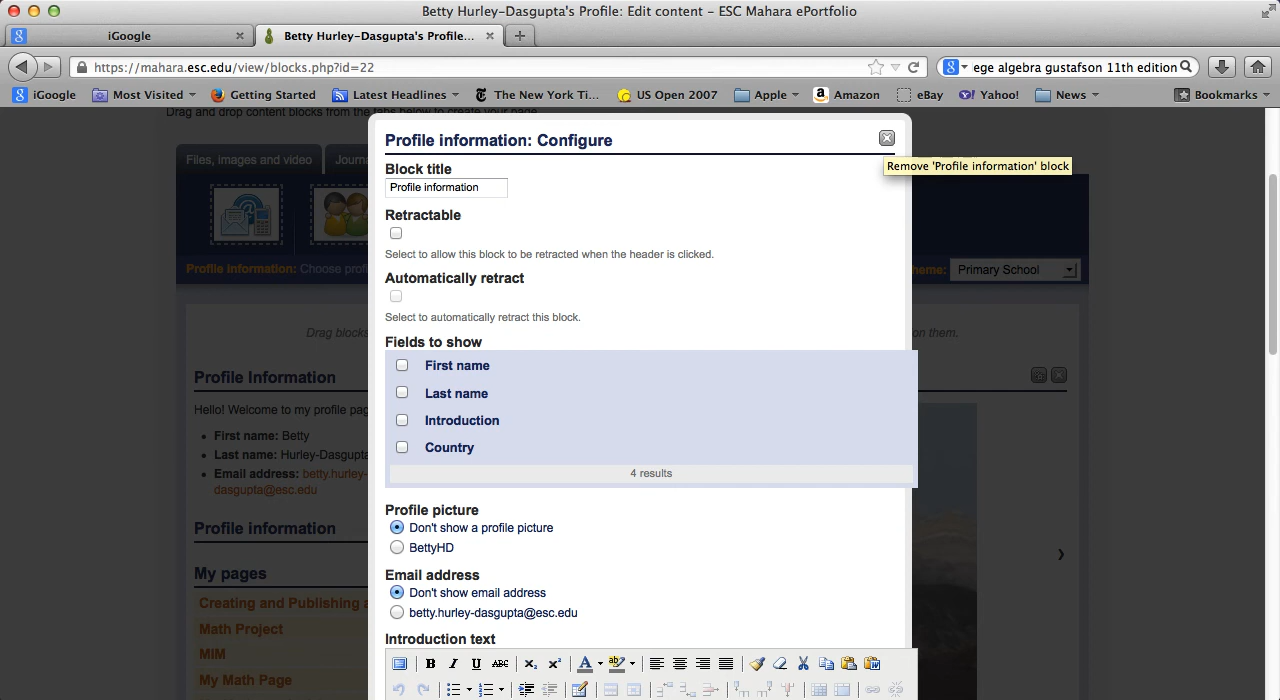 Betty Hurley-Dasgupta's Profile: Edit content – ESC Mahara ePortfolio
iGoogle
Betty Hurley-Dasgupta's Profile...
https://mahara.esc.edu/view/blocks.php?id=22
ege algebra gustafson 11th edition
iGoogle Most Visited Getting Started Latest Headlines The New York Ti... US Open 2007 Apple Amazon eBay Yahoo! News Bookmarks
Drag and drop content blocks from the tabs below to create your page.
Files, images and video Journ
Profile information: Configure
Remove 'Profile information' block
Block title
Profile information
Retractable
Select to allow this block to be retracted when the header is clicked.
Profile Information: Choose prof
heme: Primary School
Automatically retract
Select to automatically retract this block.
Drag blocks
on them.
Fields to show
First name
Last name
Introduction
Country
4 results
Profile Information
Hello! Welcome to my profile pag
First name: Betty
Last name: Hurley-Dasgupta
Email address: betty.hurley-
dasgupta@esc.edu
Profile information
My pages
Creating and Publishing a
Math Project
MIM
My Math Page
Profile picture
Don't show a profile picture
BettyHD
Email address
Don't show email address
betty.hurley-dasgupta@esc.edu
Introduction text
B I U ABC X₂ X² A ab